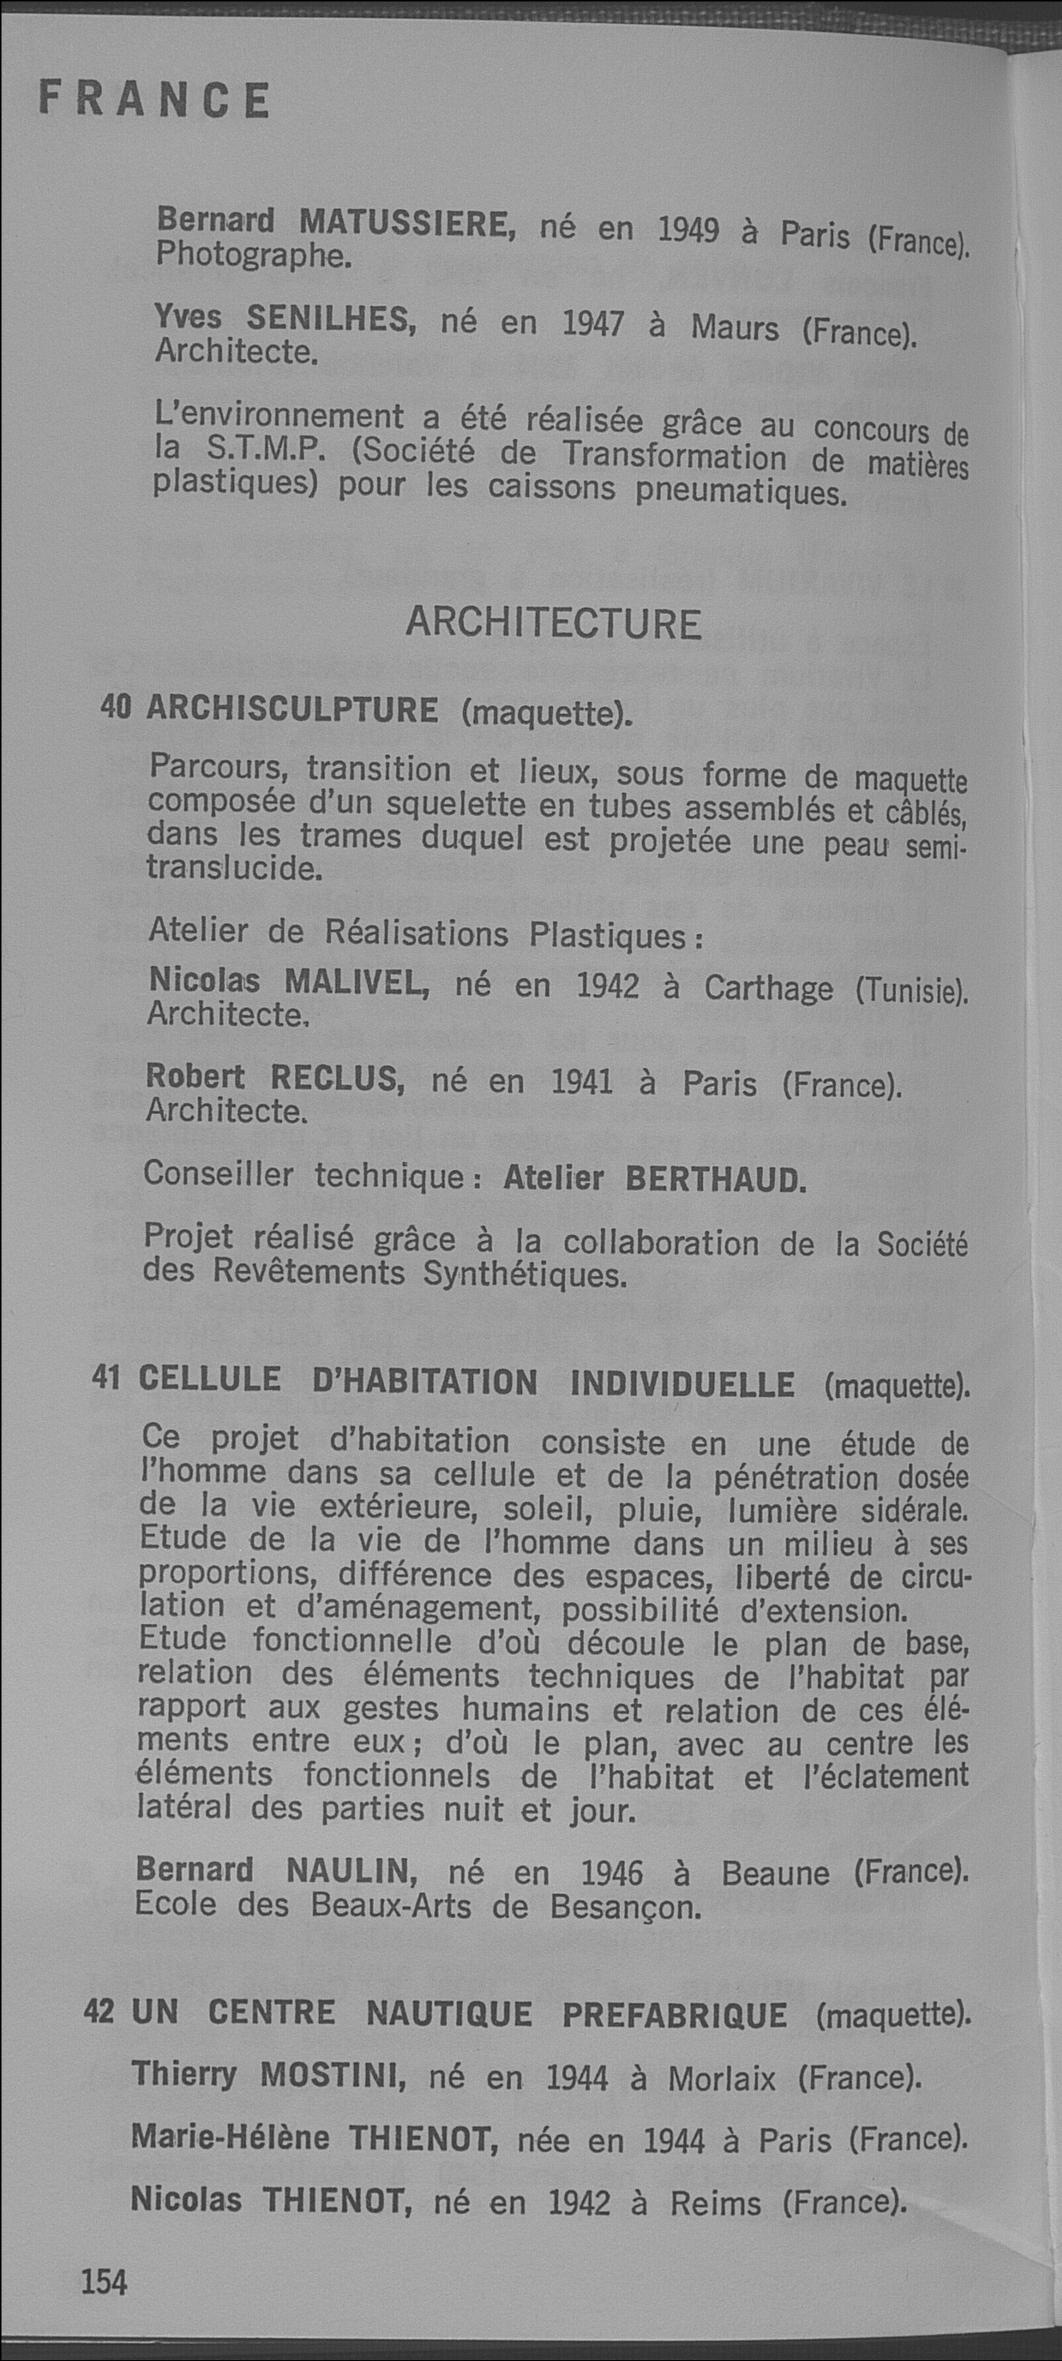 FRANCE
Bernard MATUSSIERE, né en 1949 à Paris (France).
Photographe.
Yves SENILHES, né en 1947 à Maurs (France).
Architecte.
L'environnement a été réalisée grâce au concours de
la S.T.M.P. (Société de Transformation de matières
plastiques) pour les caissons pneumatiques.
ARCHITECTURE
40 ARCHISCULPTURE (maquette).
Parcours, transition et lieux, sous forme de maquette
composée d'un squelette en tubes assemblés et câblés,
dans les trames duquel est projetée une peau semi-
translucide.
Atelier de Réalisations Plastiques :
Nicolas MALIVEL, né en 1942 à Carthage (Tunisie).
Architecte.
Robert RECLUS, né en 1941 à Paris (France).
Architecte.
Conseiller technique : Atelier BERTHAUD.
Projet réalisé grâce à la collaboration de la Société
des Revêtements Synthétiques.
41 CELLULE D'HABITATION INDIVIDUELLE (maquette).
Ce projet d'habitation consiste en une étude de
l'homme dans sa cellule et de la pénétration dosée
de la vie extérieure, soleil, pluie, lumière sidérale.
Etude de la vie de l'homme dans un milieu à ses
proportions, différence des espaces, liberté de circu-
lation et d'aménagement, possibilité d'extension.
Etude fonctionnelle d'où découle le plan de base,
relation des éléments techniques de l'habitat par
rapport aux gestes humains et relation de ces élé-
ments entre eux ; d'où le plan, avec au centre les
éléments fonctionnels de l'habitat et l'éclatement
latéral des parties nuit et jour.
Bernard NAULIN, né en 1946 à Beaune (France).
Ecole des Beaux-Arts de Besançon.
42 UN CENTRE NAUTIQUE PREFABRIQUE (maquette).
Thierry MOSTINI, né en 1944 à Morlaix (France).
Marie-Hélène THIENOT, née en 1944 à Paris (France).
Nicolas THIENOT, né en 1942 à Reims (France).
154